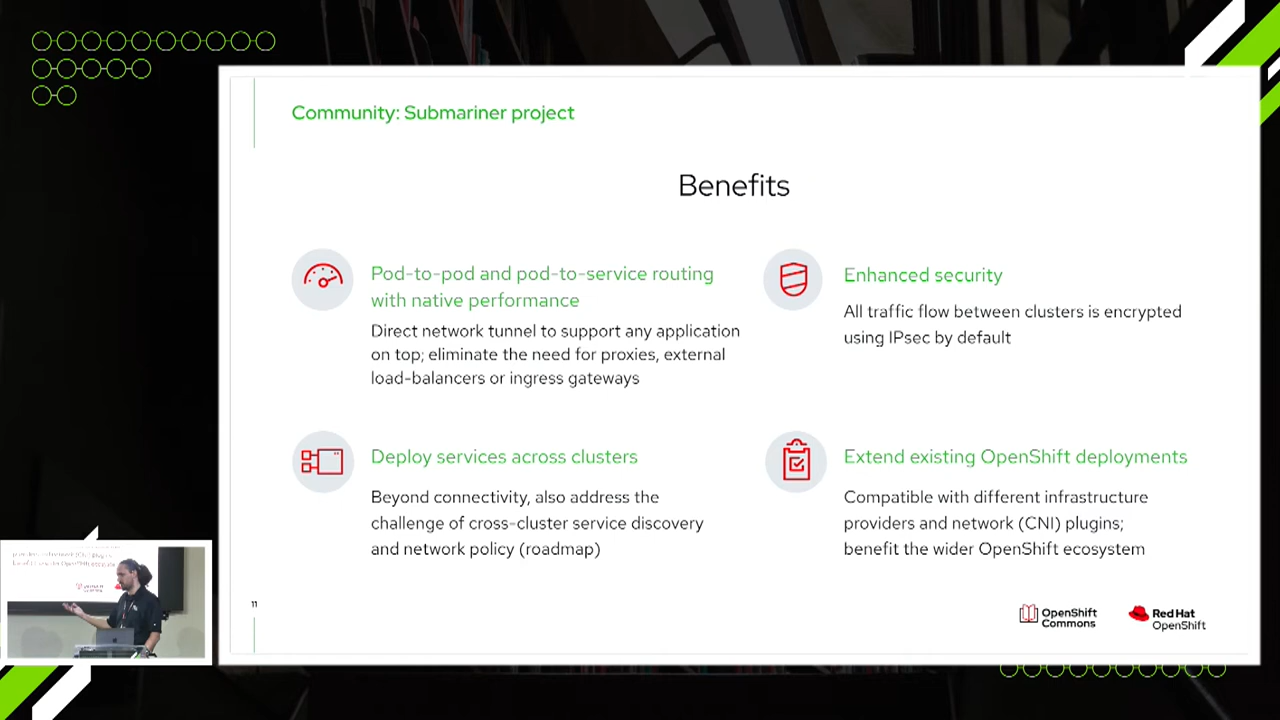 Community: Submariner project
Benefits
Pod-to-pod and pod-to-service routing
with native performance
Direct network tunnel to support any application
on top; eliminate the need for proxies, external
load-balancers or ingress gateways
Enhanced security
All traffic flow between clusters is encrypted
using IPsec by default
Deploy services across clusters
Beyond connectivity, also address the
challenge of cross-cluster service discovery
and network policy (roadmap)
Extend existing OpenShift deployments
Compatible with different infrastructure
providers and network (CNI) plugins;
benefit the wider OpenShift ecosystem
11
OpenShift
Commons
Red Hat
OpenShift